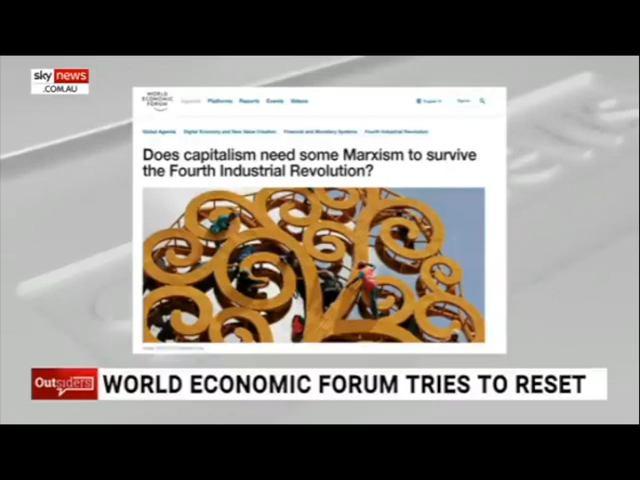 sky news
.COM.AU
WORLD
ECONOMIC
FORUM
Agenda Platforms Reports Events Videos
English
Global Agenda Digital Economy and New Value Creation Financial and Monetary Systems Fourth Industrial Revolution
Does capitalism need some Marxism to survive
the Fourth Industrial Revolution?
Outsiders
WORLD ECONOMIC FORUM TRIES TO RESET